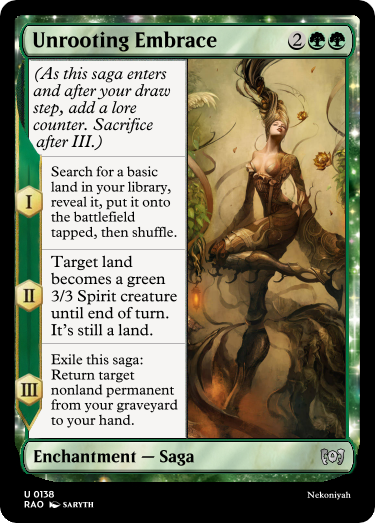 Unrooting Embrace 2
(As this saga enters
and after your draw
step, add a lore
counter. Sacrifice
after III.)
I
Search for a basic
land in your library,
reveal it, put it onto
the battlefield
tapped, then shuffle.
II
Target land
becomes a green
3/3 Spirit creature
until end of turn.
It's still a land.
III
Exile this saga:
Return target
nonland permanent
from your graveyard
to your hand.
Enchantment — Saga
U 0138
RAO SARYTH
Nekoniyah